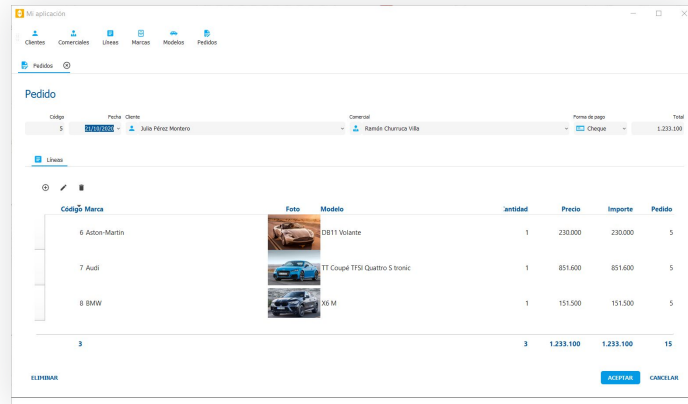 Mi aplicación
Clientes Comerciales Líneas Marcas Modelos Pedidos
Pedidos
Pedido
Código Fecha Cliente Comercial Forma de pago Total
5 21/10/2020 Julia Pérez Montero Ramón Churruca Villa Cheque 1.233.100
Líneas
Código Marca Foto Modelo antidad Precio Importe Pedido
6 Aston-Martin DB11 Volante 1 230.000 230.000 5
7 Audi TT Coupé TFSI Quattro S tronic 1 851.600 851.600 5
8 BMW X6 M 1 151.500 151.500 5
3 3 1.233.100 1.233.100 15
ELIMINAR ACEPTAR CANCELAR